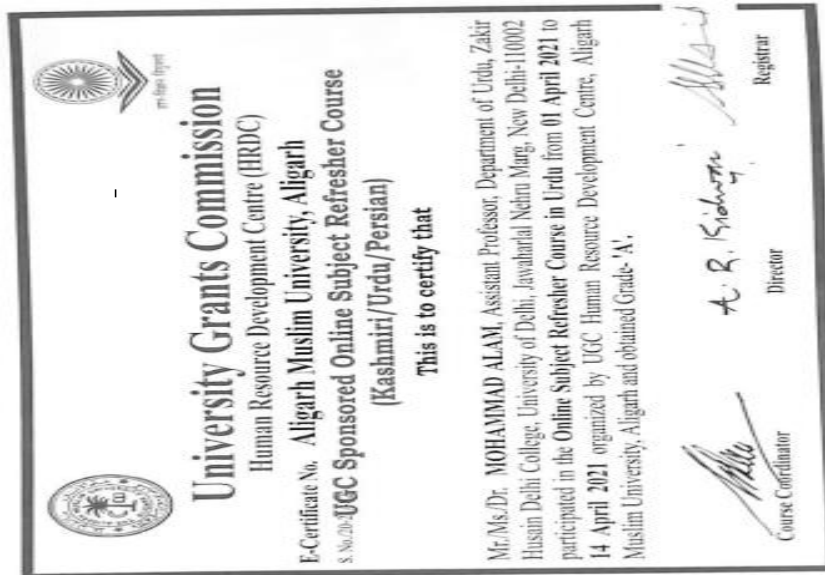 University Grants Commission
Human Resource Development Centre (HRDC)
E-Certificate No. Aligarh Muslim University, Aligarh
S. No.20-2 UGC Sponsored Online Subject Refresher Course
(Kashmiri/Urdu/Persian)
This is to certify that
Mr./Ms./Dr. MOHAMMAD ALAM, Assistant Professor, Department of Urdu, Zakir
Husain Delhi College, University of Delhi, Jawaharlal Nehru Marg, New Delhi-110002
participated in the Online Subject Refresher Course in Urdu from 01 April 2021 to
14 April 2021 organized by UGC Human Resource Development Centre, Aligarh
Muslim University, Aligarh and obtained Grade- 'A'.
A. R. Kidwai
Course Coordinator
Director
Registrar